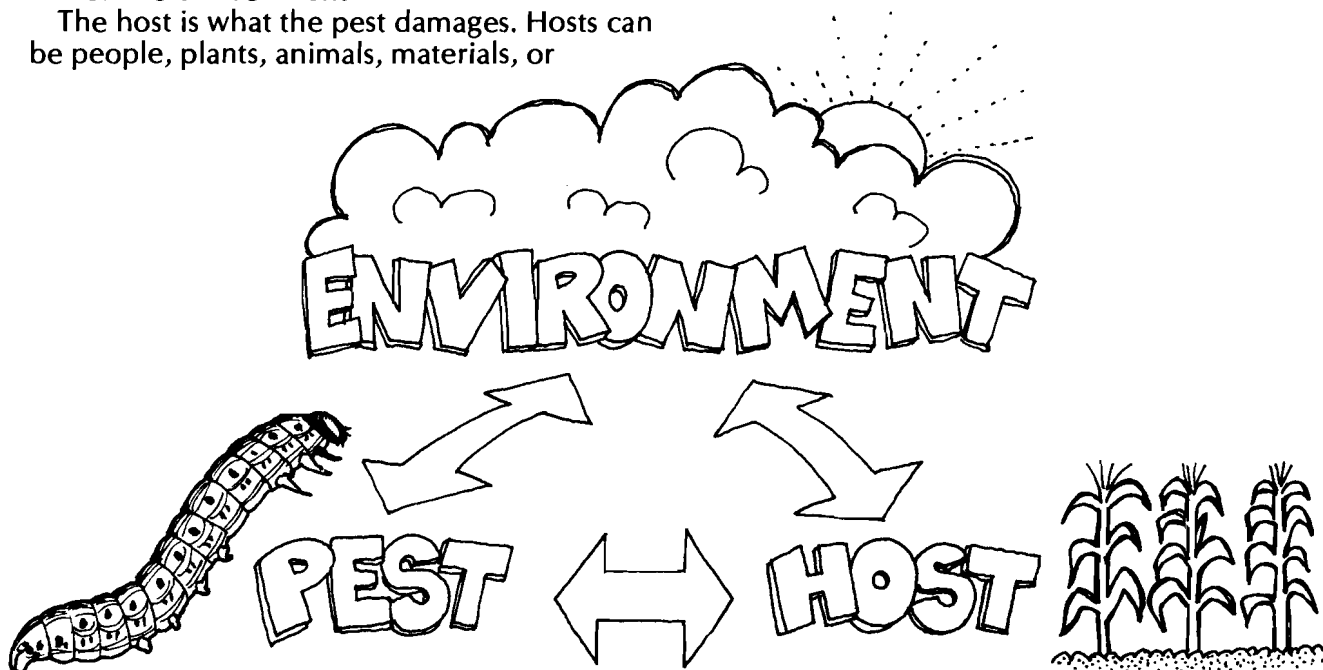 The host is what the pest damages. Hosts can
be people, plants, animals, materials, or
ENVIRONMENT
PEST
HOST